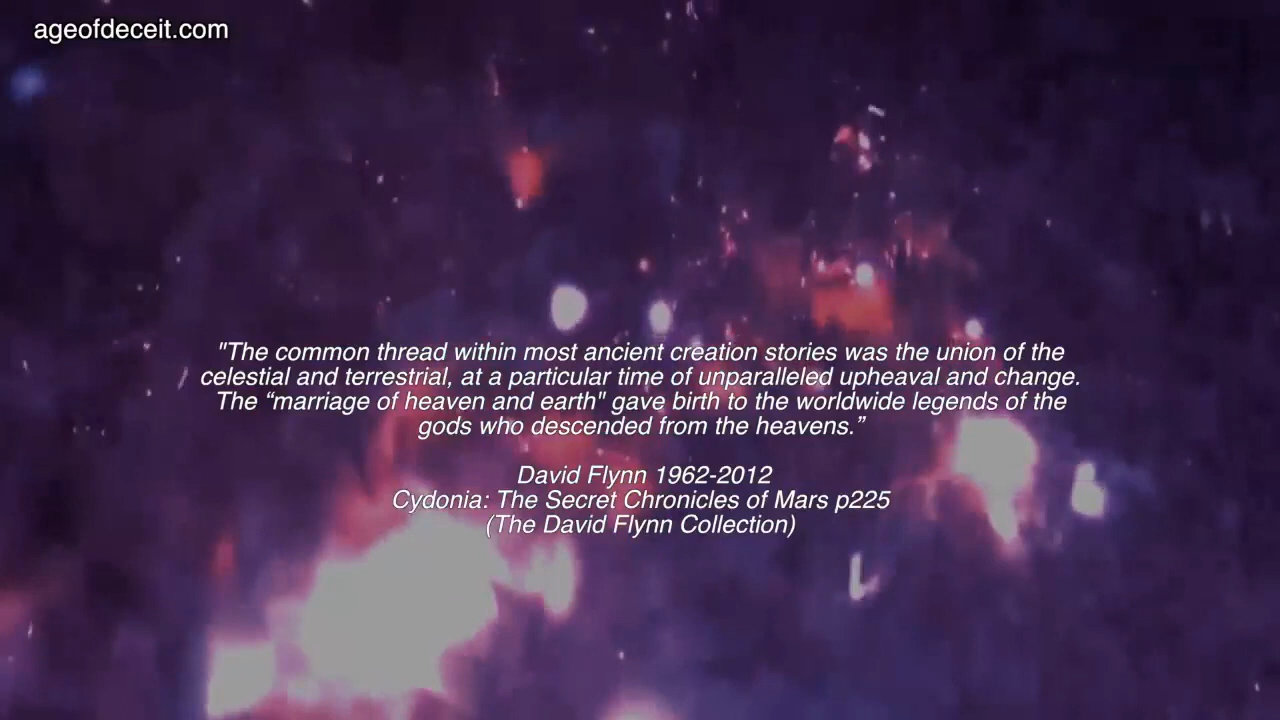 ageofdeceit.com
"The common thread within most ancient creation stories was the union of the
celestial and terrestrial, at a particular time of unparalleled upheaval and change.
The “marriage of heaven and earth" gave birth to the worldwide legends of the
gods who descended from the heavens.”
David Flynn 1962-2012
Cydonia: The Secret Chronicles of Mars p225
(The David Flynn Collection)